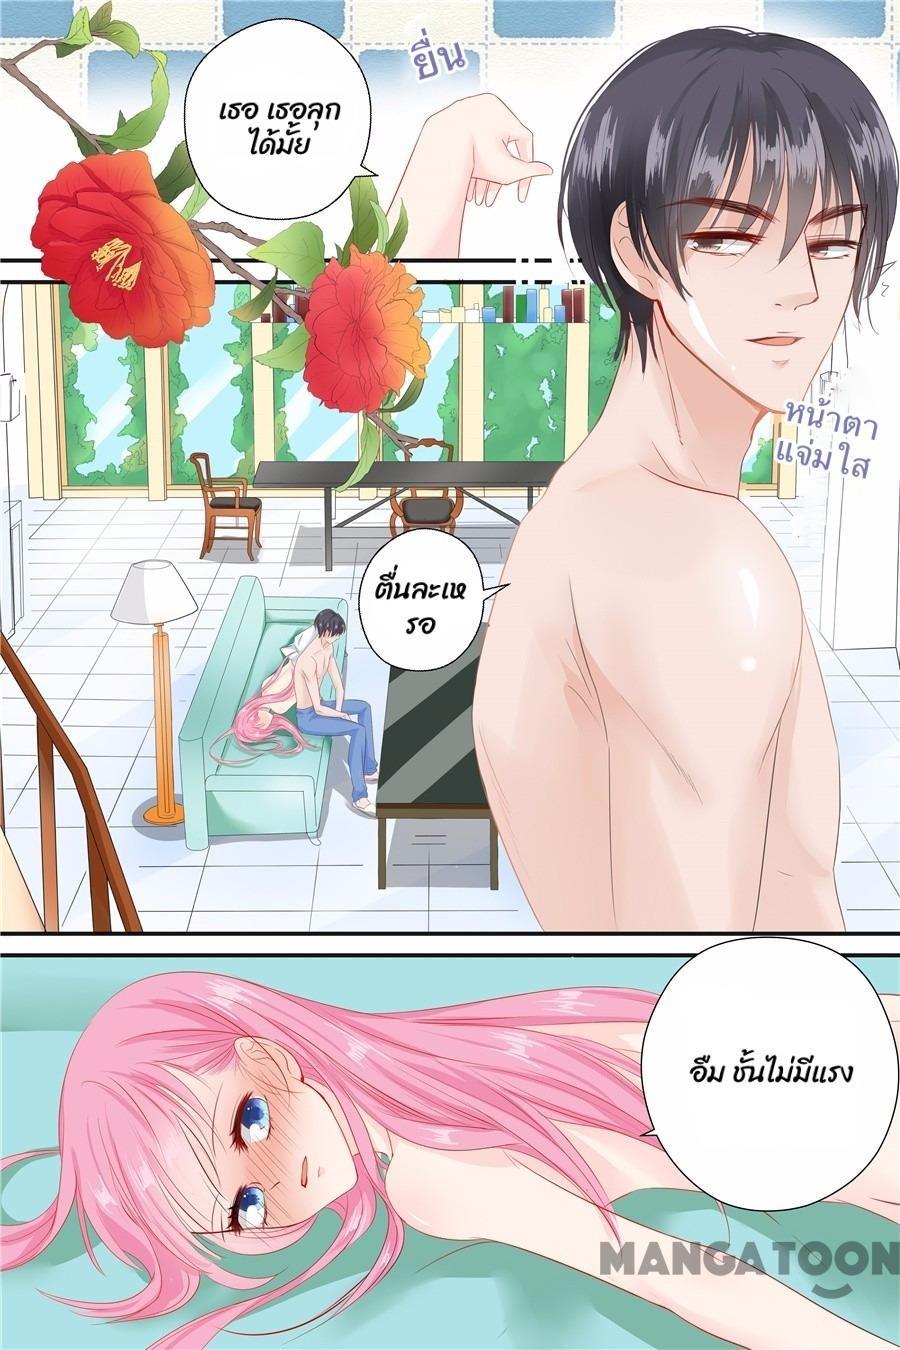 ยื่น
เธอ เธอลุก
ได้มั้ย
หน้าตา
แจ่มใส
ตื่นละเห
รอ
อืม ชั้นไม่มีแรง
MANGATOON